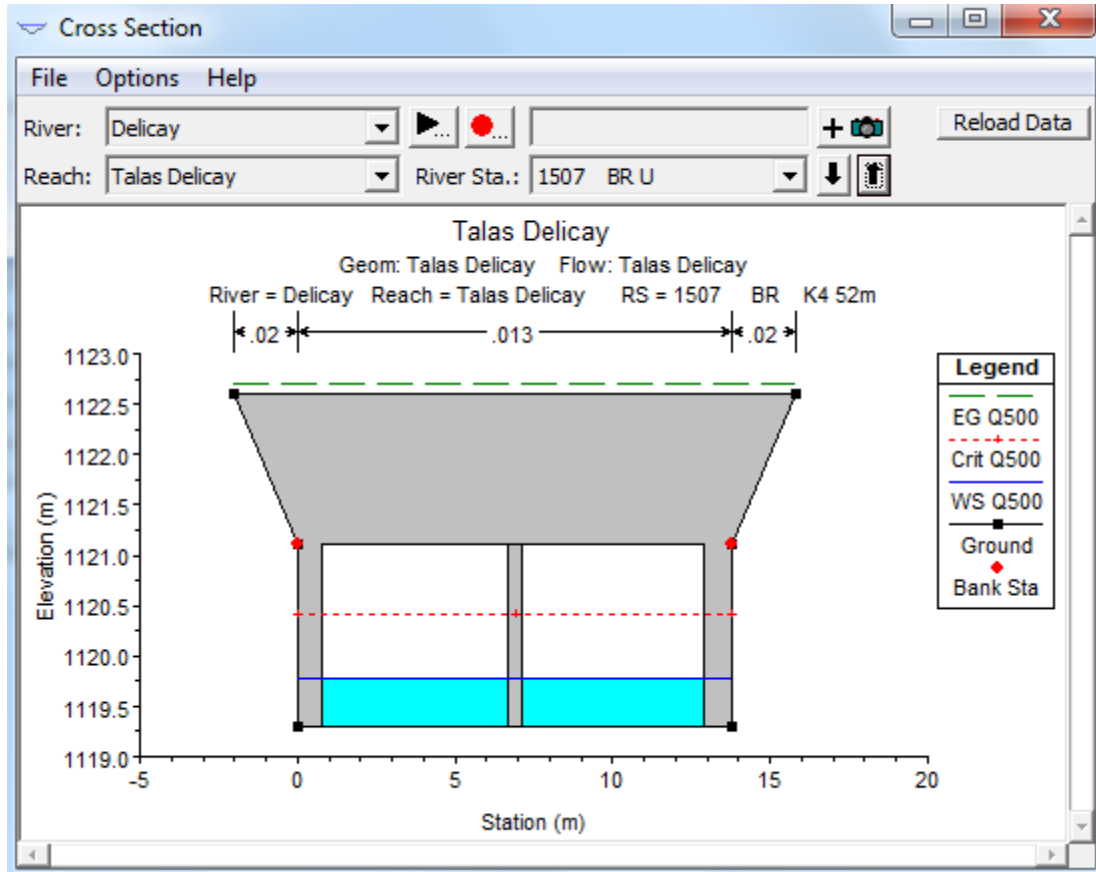 Cross Section
File Options Help
River: Delicay ... ... Reload Data
Reach: Talas Delicay River Sta.: 1507 BR U
Talas Delicay
Geom: Talas Delicay Flow: Talas Delicay
River = Delicay Reach = Talas Delicay RS = 1507 BR K4 52m
.02 .013 .02
1123.0
1122.5
1122.0
1121.5
1121.0
1120.5
1120.0
1119.5
1119.0
Elevation (m)
-5 0 5 10 15 20
Station (m)
Legend
EG Q500
Crit Q500
WS Q500
Ground
Bank Sta